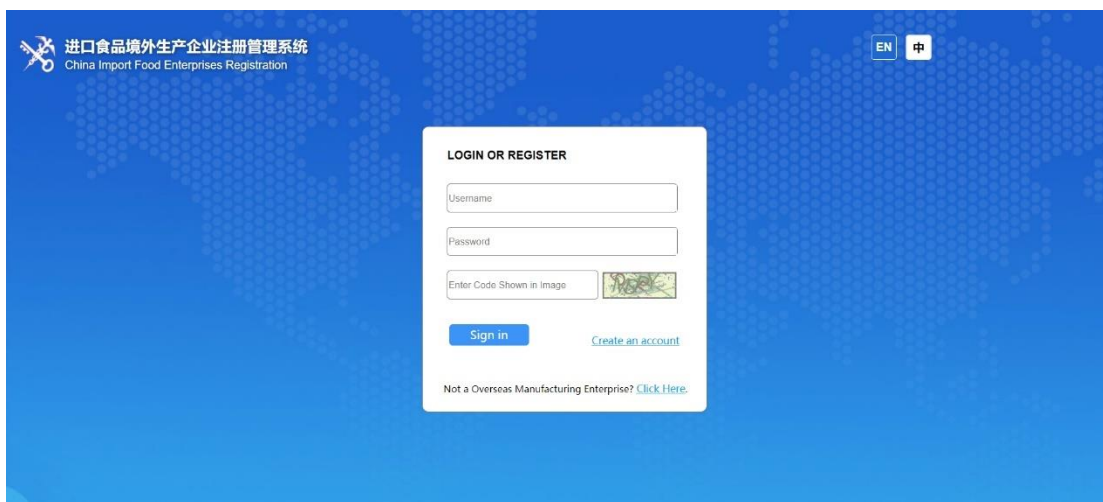 进口食品境外生产企业注册管理系统
China Import Food Enterprises Registration
EN 中
LOGIN OR REGISTER
Username
Password
Enter Code Shown in Image
Sign in
Create an account
Not a Overseas Manufacturing Enterprise? Click Here.